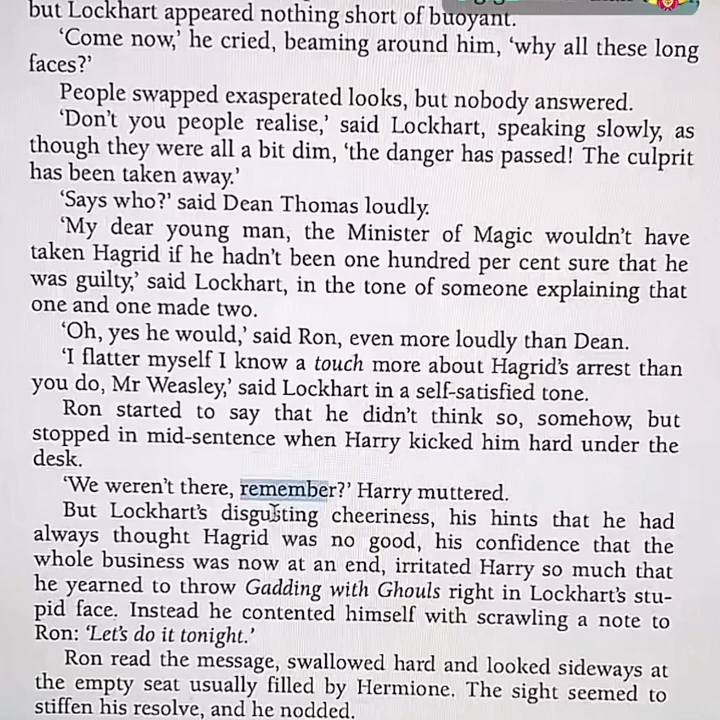 but Lockhart appeared nothing short of buoyant.
‘Come now,’ he cried, beaming around him, ‘why all these long
faces?’
People swapped exasperated looks, but nobody answered.
‘Don’t you people realise,’ said Lockhart, speaking slowly, as
though they were all a bit dim, ‘the danger has passed! The culprit
has been taken away.’
‘Says who?’ said Dean Thomas loudly.
‘My dear young man, the Minister of Magic wouldn’t have
taken Hagrid if he hadn’t been one hundred per cent sure that he
was guilty,’ said Lockhart, in the tone of someone explaining that
one and one made two.
‘Oh, yes he would,’ said Ron, even more loudly than Dean.
‘I flatter myself I know a touch more about Hagrid’s arrest than
you do, Mr Weasley,’ said Lockhart in a self-satisfied tone.
Ron started to say that he didn’t think so, somehow, but
stopped in mid-sentence when Harry kicked him hard under the
desk.
‘We weren’t there, remember?’ Harry muttered.
But Lockhart’s disgusting cheeriness, his hints that he had
always thought Hagrid was no good, his confidence that the
whole business was now at an end, irritated Harry so much that
he yearned to throw Gadding with Ghouls right in Lockhart’s stu-
pid face. Instead he contented himself with scrawling a note to
Ron: ‘Let’s do it tonight.’
Ron read the message, swallowed hard and looked sideways at
the empty seat usually filled by Hermione. The sight seemed to
stiffen his resolve, and he nodded.